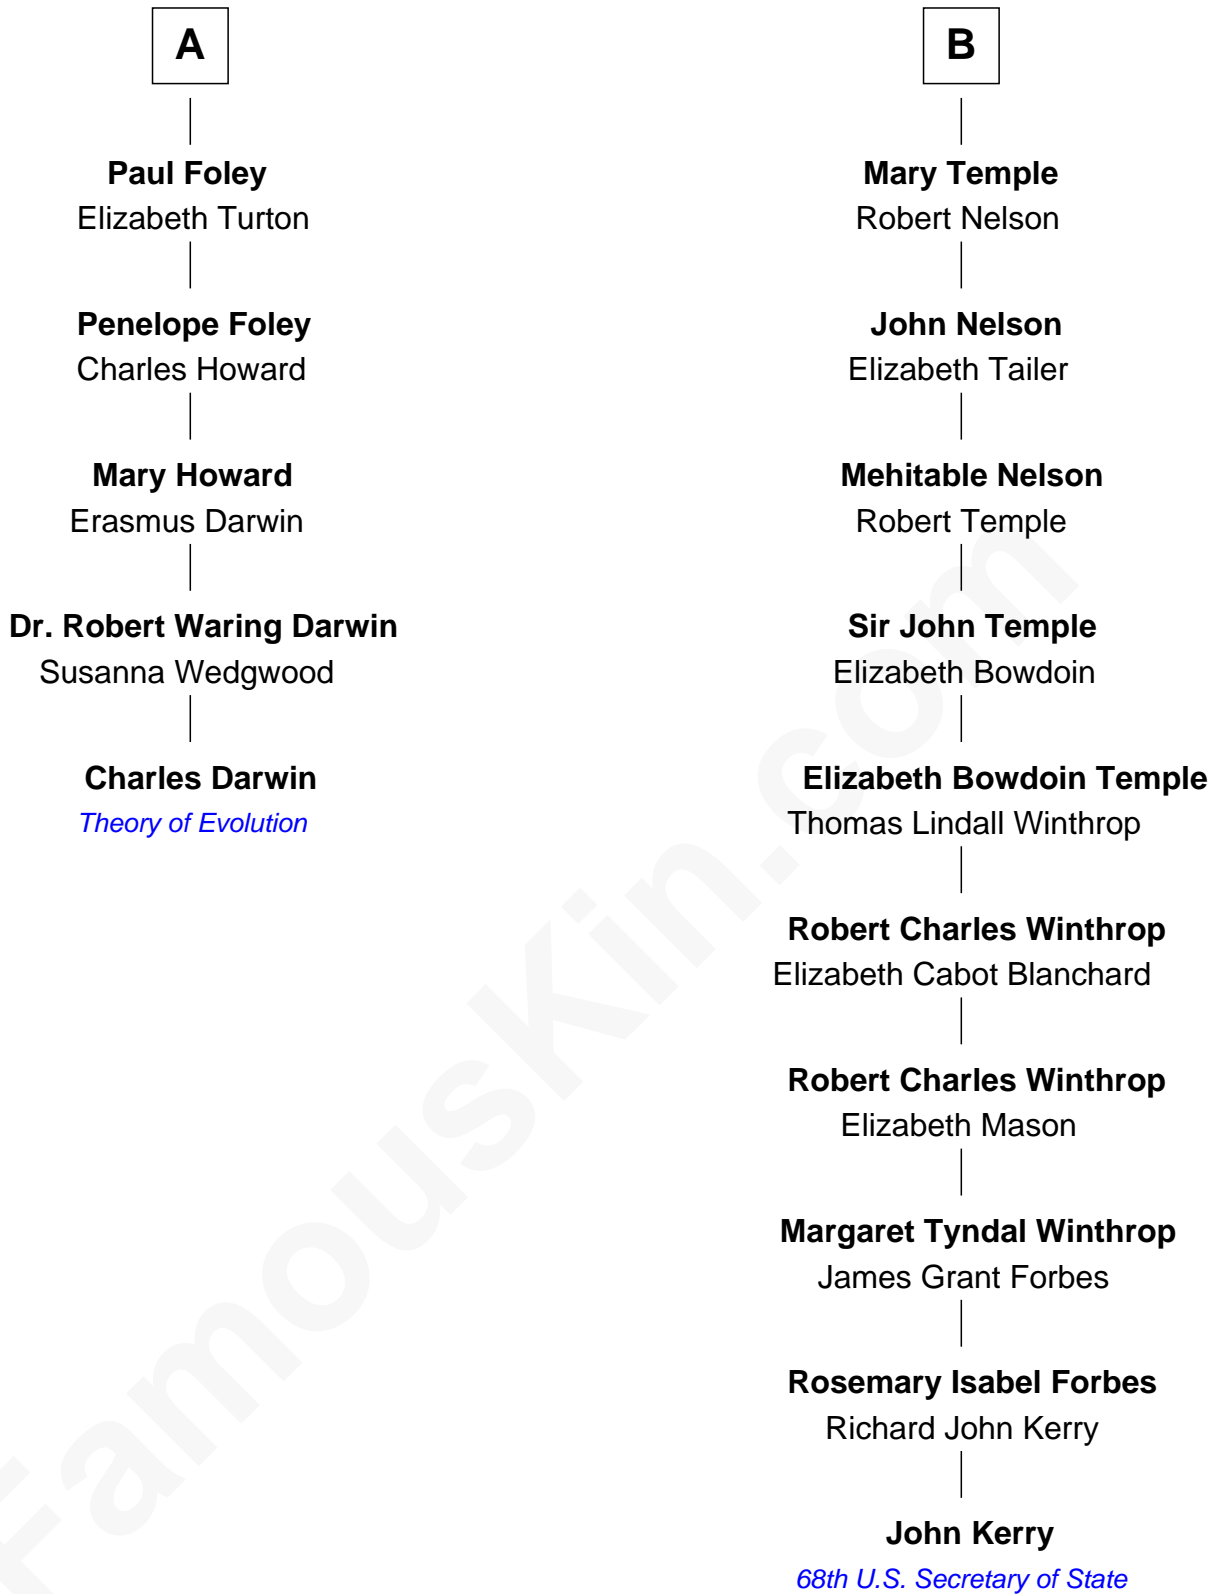 A
Paul Foley
Elizabeth Turton
Penelope Foley
Charles Howard
Mary Howard
Erasmus Darwin
Dr. Robert Waring Darwin
Susanna Wedgwood
Charles Darwin
Theory of Evolution
B
Mary Temple
Robert Nelson
John Nelson
Elizabeth Tailer
Mehitable Nelson
Robert Temple
Sir John Temple
Elizabeth Bowdoin
Elizabeth Bowdoin Temple
Thomas Lindall Winthrop
Robert Charles Winthrop
Elizabeth Cabot Blanchard
Robert Charles Winthrop
Elizabeth Mason
Margaret Tyndal Winthrop
James Grant Forbes
Rosemary Isabel Forbes
Richard John Kerry
John Kerry
68th U.S. Secretary of State
FamousKin.com